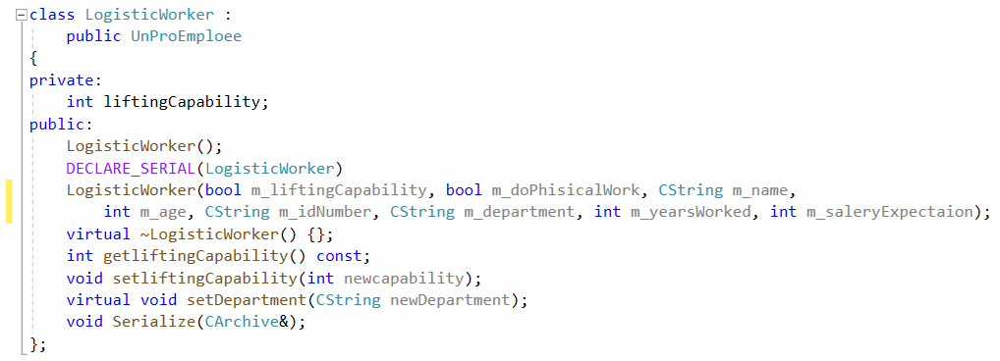 class LogisticWorker :
    public UnProEmploee
{
private:
    int liftingCapability;
public:
    LogisticWorker();
    DECLARE_SERIAL(LogisticWorker)
    LogisticWorker(bool m_liftingCapability, bool m_doPhisicalWork, CString m_name,
        int m_age, CString m_idNumber, CString m_department, int m_yearsWorked, int m_saleryExpectaion);
    virtual ~LogisticWorker() {};
    int getliftingCapability() const;
    void setliftingCapability(int newcapability);
    virtual void setDepartment(CString newDepartment);
    void Serialize(CArchive&);
};